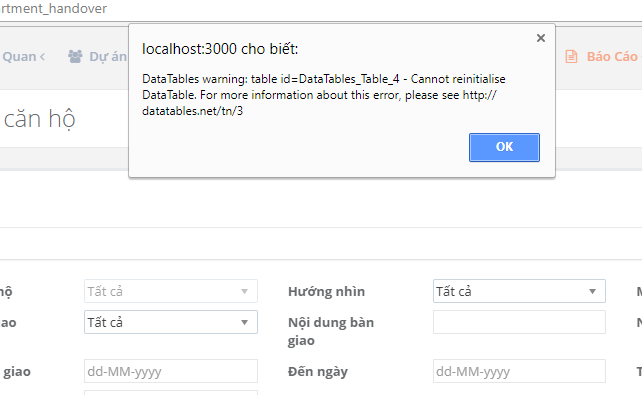 rtment_handover
localhost:3000 cho biết:
Quan
Dự án
Báo Cáo
DataTables warning: table id=DataTables_Table_4 - Cannot reinitialise
DataTable. For more information about this error, please see http://
datatables.net/tn/3
căn hộ
OK
hộ
Tất cả
Hướng nhìn
Tất cả
M
ao
Tất cả
Nội dung bàn
giao
N
giao
dd-MM-yyyy
Đến ngày
dd-MM-yyyy
T